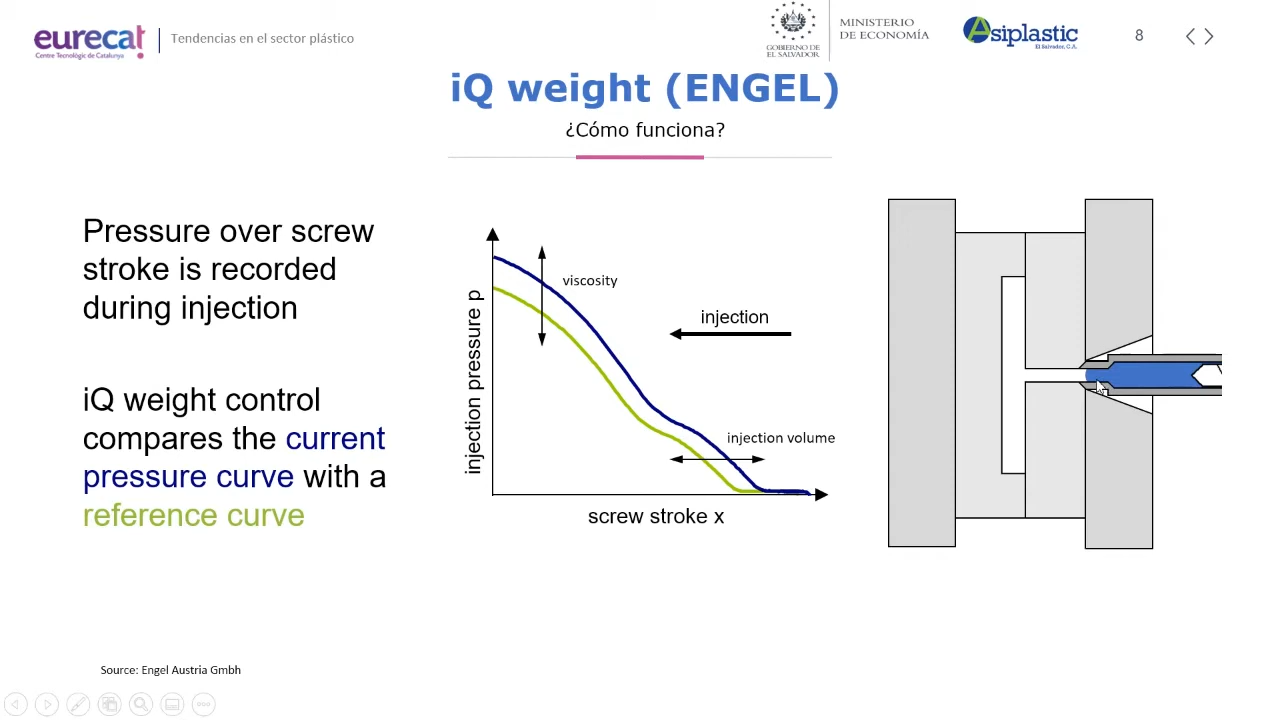 eurecat
Centre Tecnològic de Catalunya
Tendencias en el sector plástico
GOBIERNO DE
EL SALVADOR
MINISTERIO
DE ECONOMÍA
Asiplastic
El Salvador, C.A.
8
iQ weight (ENGEL)
¿Cómo funciona?
Pressure over screw
stroke is recorded
during injection
iQ weight control
compares the current
pressure curve with a
reference curve
injection pressure p
viscosity
injection
injection volume
screw stroke x
Source: Engel Austria Gmbh